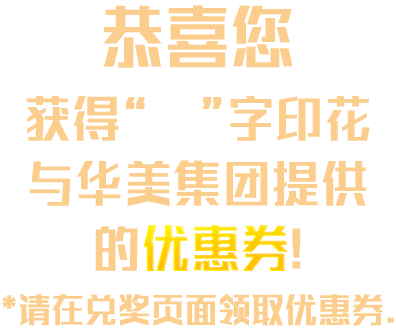 恭喜您
获得“ ”字印花
与华美集团提供
的优惠券!
*请在兑奖页面领取优惠券.